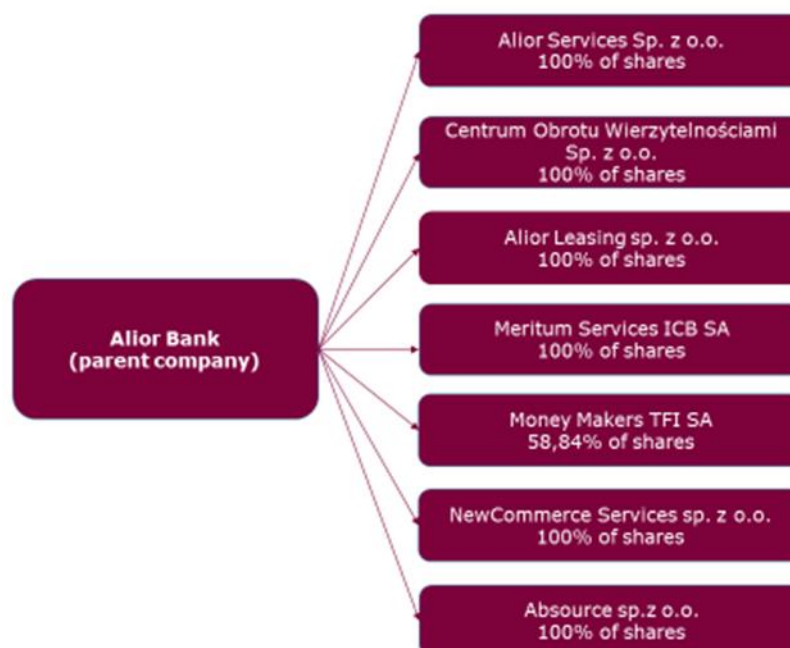 Alior Services Sp. z o.o.
100% of shares
Centrum Obrotu Wierzytelnościami
Sp. z o.o.
100% of shares
Alior Leasing sp. z o.o.
100% of shares
Alior Bank
(parent company)
Meritum Services ICB SA
100% of shares
Money Makers TFI SA
58,84% of shares
NewCommerce Services sp. z o.o.
100% of shares
Absource sp.z o.o.
100% of shares